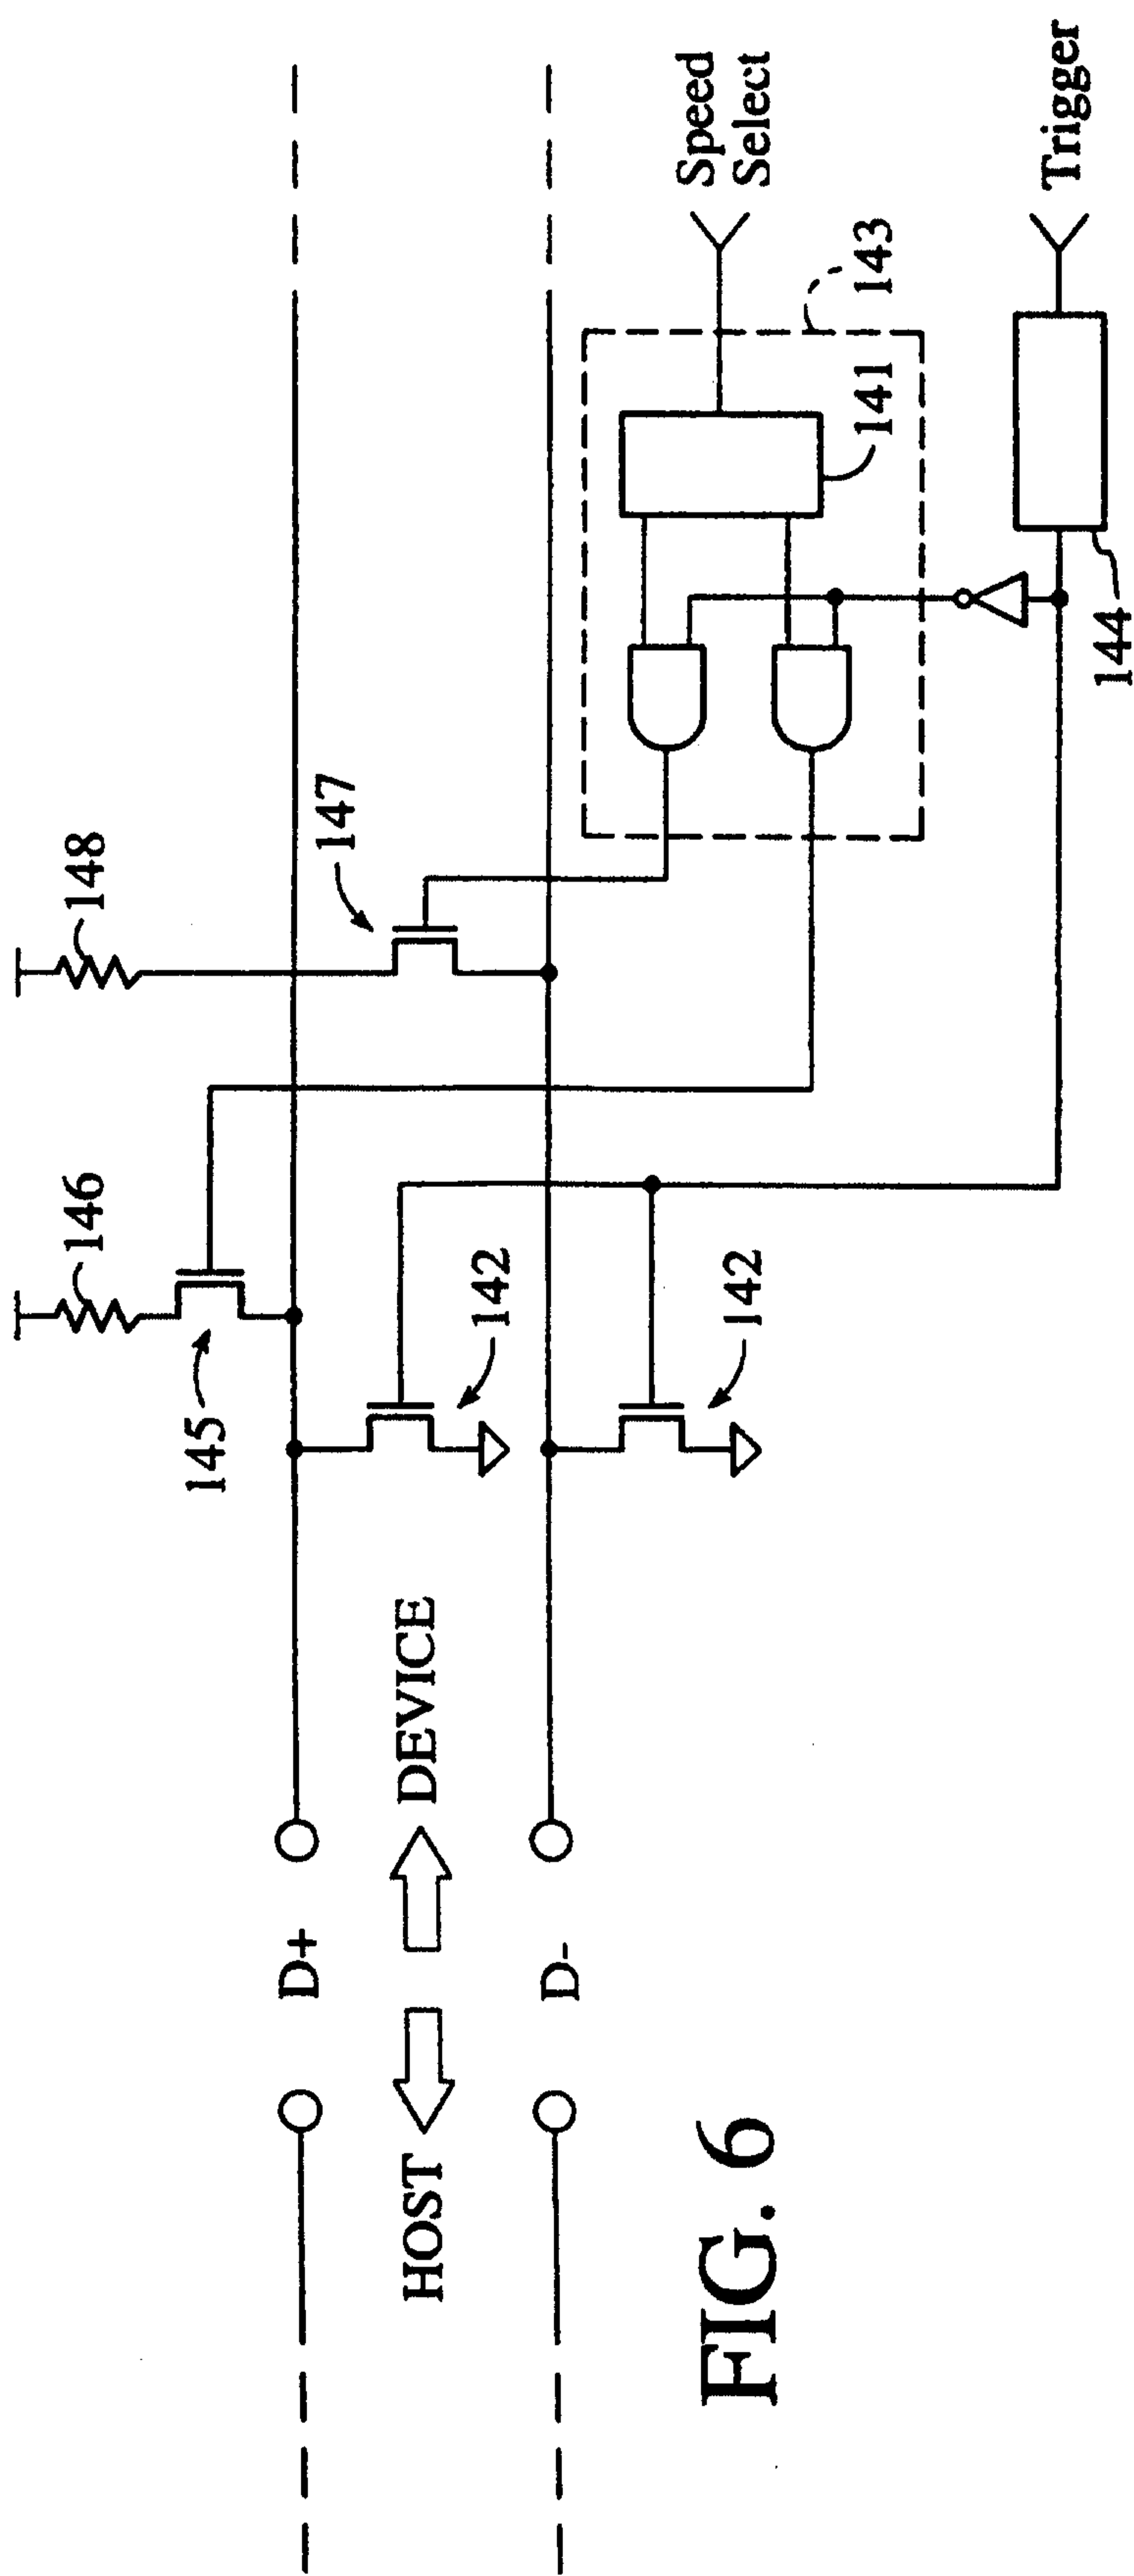 148
146
147
145
D+
HOST
DEVICE
142
D-
142
Speed
Select
143
141
Trigger
144
FIG. 6